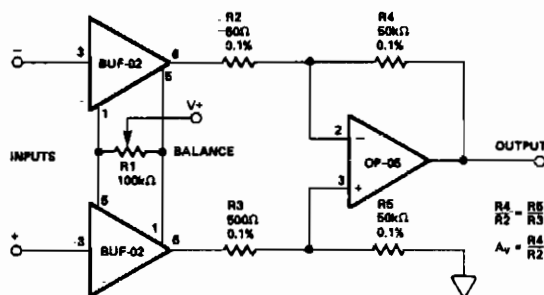 R2
50Ω
0.1%
R4
50kΩ
0.1%
−
3
BUF-02
6
5
1
V+
INPUTS
BALANCE
R1
100kΩ
2
−
OP-05
3
+
OUTPUT
5
1
+
3
BUF-02
6
R3
500Ω
0.1%
R5
50kΩ
0.1%
R4/R2 = R5/R3
Av = R4/R2